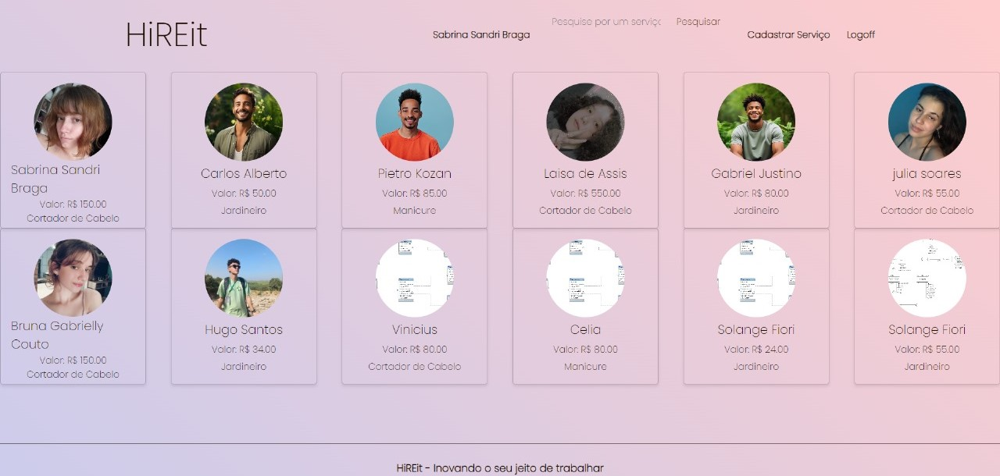 HiREit
Sabrina Sandri Braga
Pesquise por um serviç
Pesquisar
Cadastrar Serviço
Logoff
Sabrina Sandri
Braga
Valor: R$ 150.00
Cortador de Cabelo
Carlos Alberto
Valor: R$ 50.00
Jardineiro
Pietro Kozan
Valor: R$ 85.00
Manicure
Laisa de Assis
Valor: R$ 550.00
Cortador de Cabelo
Gabriel Justino
Valor: R$ 80.00
Jardineiro
julia soares
Valor: R$ 55.00
Cortador de Cabelo
Bruna Gabrielly
Couto
Valor: R$ 150.00
Cortador de Cabelo
Hugo Santos
Valor: R$ 34.00
Jardineiro
Vinicius
Valor: R$ 80.00
Cortador de Cabelo
Celia
Valor: R$ 80.00
Manicure
Solange Fiori
Valor: R$ 24.00
Jardineiro
Solange Fiori
Valor: R$ 55.00
Jardineiro
HiREit - Inovando o seu jeito de trabalhar